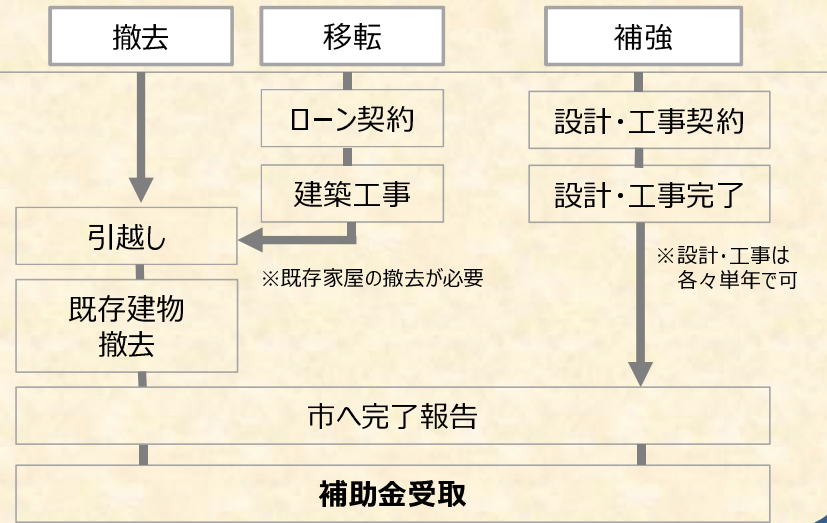 撤去
移転
補強
ローン契約
設計・工事契約
建築工事
設計・工事完了
引越し
※既存家屋の撤去が必要
※設計・工事は
各々単年で可
既存建物
撤去
市へ完了報告
補助金受取